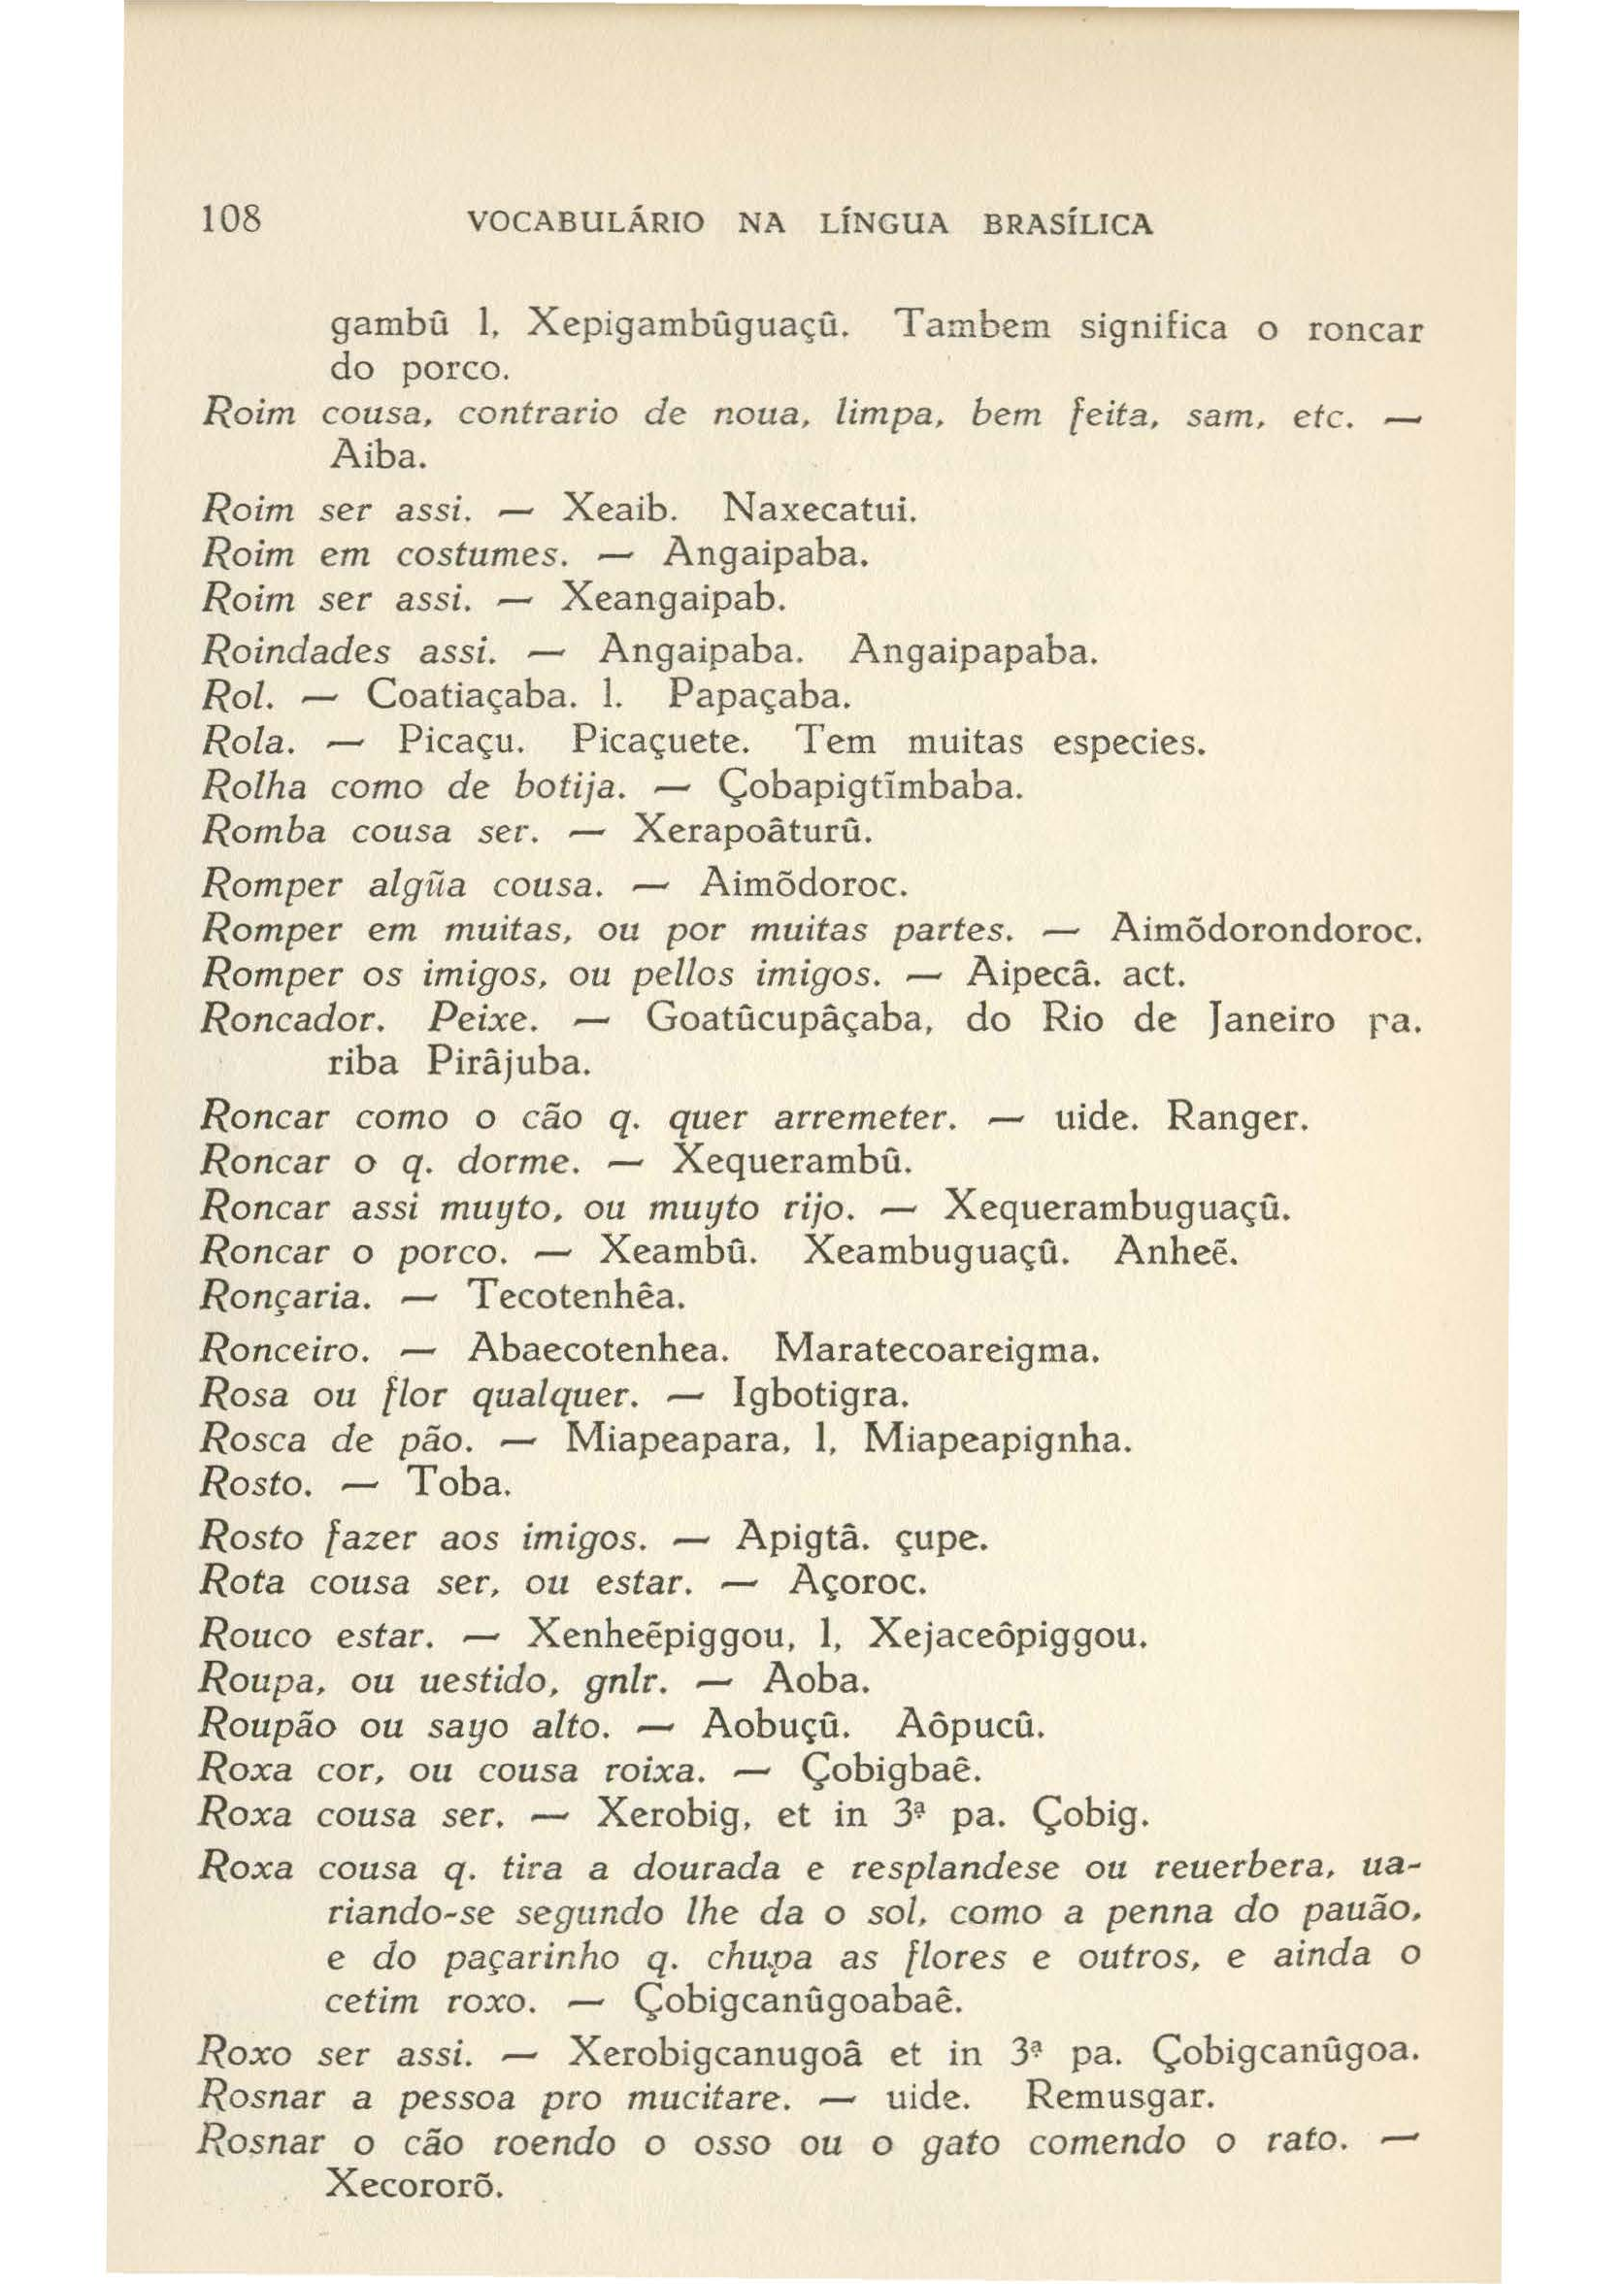 108 VOCABULÁRIO NA LÍNGUA BRASÍLICA
gambû l, Xepigambûguaçû. Tambem significa o roncar
do porco.
Roim cousa, contrario de noua, limpa, bem feita, sam, etc. —
Aiba.
Roim ser assi. — Xeaib. Naxecatui.
Roim em costumes. — Angaipaba.
Roim ser assi. — Xeangaipab.
Roindades assi. — Angaipaba. Angaipapaba.
Rol. — Coatiaçaba. l. Papaçaba.
Rola. — Picaçu. Picaçuete. Tem muitas especies.
Rolha como de botija. — Çobapigtĩmbaba.
Romba cousa ser. — Xerapoâturû.
Romper algũa cousa. — Aimõdoroc.
Romper em muitas, ou por muitas partes. — Aimõdorondoroc.
Romper os imigos, ou pellos imigos. — Aipecâ. act.
Roncador. Peixe. — Goatûcupâçaba, do Rio de Janeiro pa.
riba Pirâjuba.
Roncar como o cão q. quer arremeter. — uide. Ranger.
Roncar o q. dorme. — Xequerambû.
Roncar assi muyto, ou muyto rijo. — Xequerambuguaçû.
Roncar o porco. — Xeambû. Xeambuguaçû. Anheẽ.
Ronçaria. — Tecotenhêa.
Ronceiro. — Abaecotenhea. Maratecoareigma.
Rosa ou flor qualquer. — Igbotigra.
Rosca de pão. — Miapeapara, l, Miapeapignha.
Rosto. — Toba.
Rosto fazer aos imigos. — Apigtâ. çupe.
Rota cousa ser, ou estar. — Açoroc.
Rouco estar. — Xenheẽpiggou, l, Xejaceôpiggou.
Roupa, ou uestido, gnlr. — Aoba.
Roupão ou sayo alto. — Aobuçû. Aôpucû.
Roxa cor, ou cousa roixa. — Çobigbaê.
Roxa cousa ser. — Xerobig, et in 3ª pa. Çobig.
Roxa cousa q. tira a dourada e resplandese ou reuerbera, ua-
riando-se segundo lhe da o sol, como a penna do pauão,
e do paçarinho q. chupa as flores e outros, e ainda o
cetim roxo. — Çobigcanûgoabaê.
Roxo ser assi. — Xerobigcanugoâ et in 3ª pa. Çobigcanûgoa.
Rosnar a pessoa pro mucitare. — uide. Remusgar.
Rosnar o cão roendo o osso ou o gato comendo o rato. —
Xecororõ.